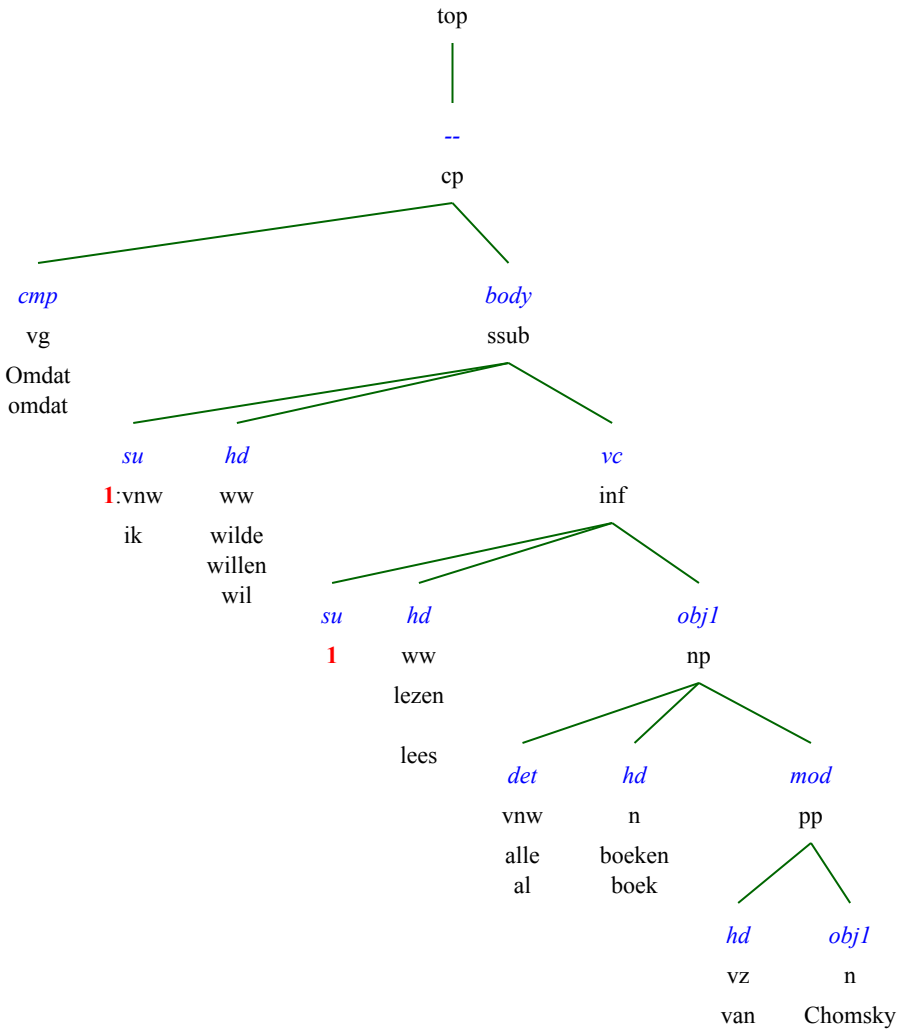 top
--
cp
cmp body
vg ssub
Omdat
omdat
su hd vc
1:vnw ww inf
ik wilde
willen
wil
su hd obj1
1 ww np
lezen
lees
det hd mod
vnw n pp
alle boeken
al boek
hd obj1
vz n
van Chomsky